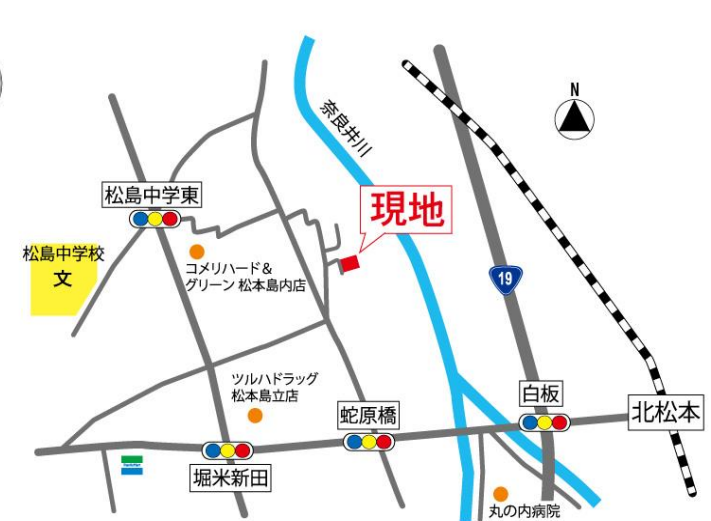 N
奈良井川
松島中学東
現地
松島中学校
文
コメリハード&
グリーン 松本島内店
19
ツルハドラッグ
松本島立店
白板
蛇原橋
北松本
堀米新田
丸の内病院